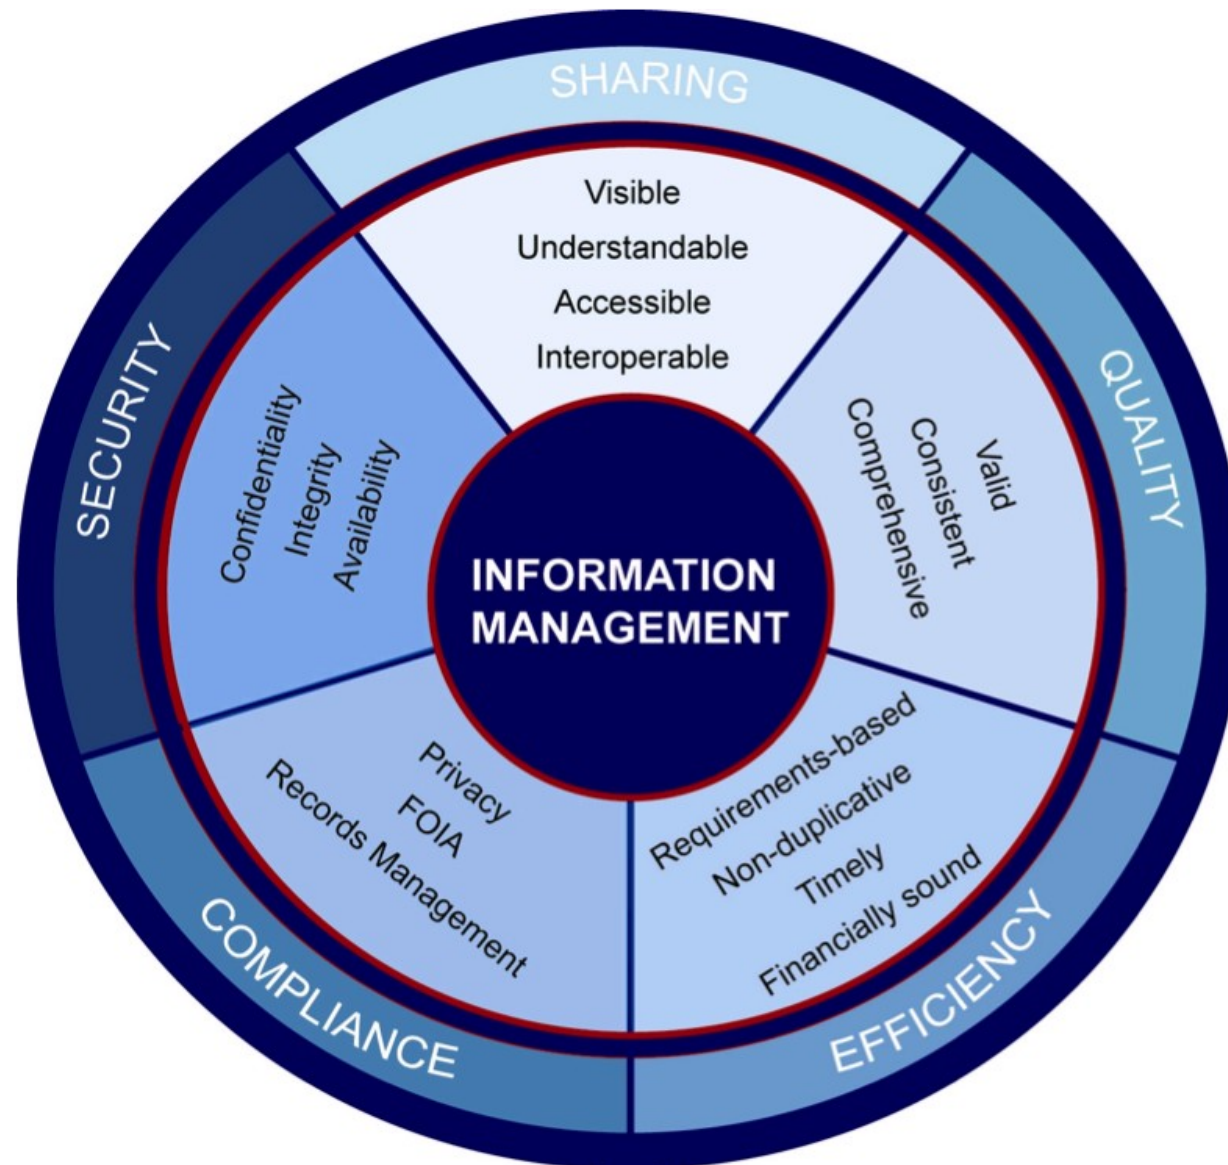 SHARING
Visible
Understandable
Accessible
Interoperable
QUALITY
Valid
Consistent
Comprehensive
EFFICIENCY
Requirements-based
Non-duplicative
Timely
Financially sound
COMPLIANCE
Privacy
FOIA
Records Management
SECURITY
Confidentiality
Integrity
Availability
INFORMATION
MANAGEMENT